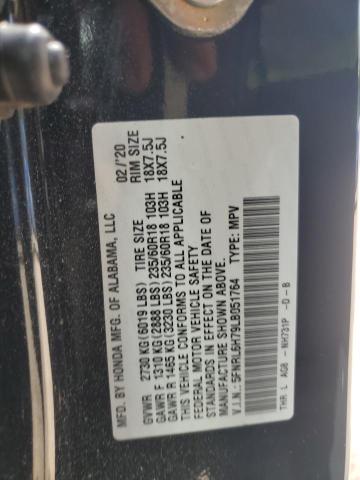 MFD. BY HONDA MFG. OF ALABAMA, LLC 02/'20
GVWR 2730 KG(6019 LBS) TIRE SIZE RIM SIZE
GAWR F 1310 KG(2888 LBS) 235/60R18 103H 18X7.5J
GAWR R 1465 KG(3230 LBS) 235/60R18 103H 18X7.5J
THIS VEHICLE CONFORMS TO ALL APPLICABLE
FEDERAL MOTOR VEHICLE SAFETY
STANDARDS IN EFFECT ON THE DATE OF
MANUFACTURE SHOWN ABOVE.
V.I.N.: 5FNRL6H79LB051764 TYPE: MPV
THR L AG8 -NH731P -D -B